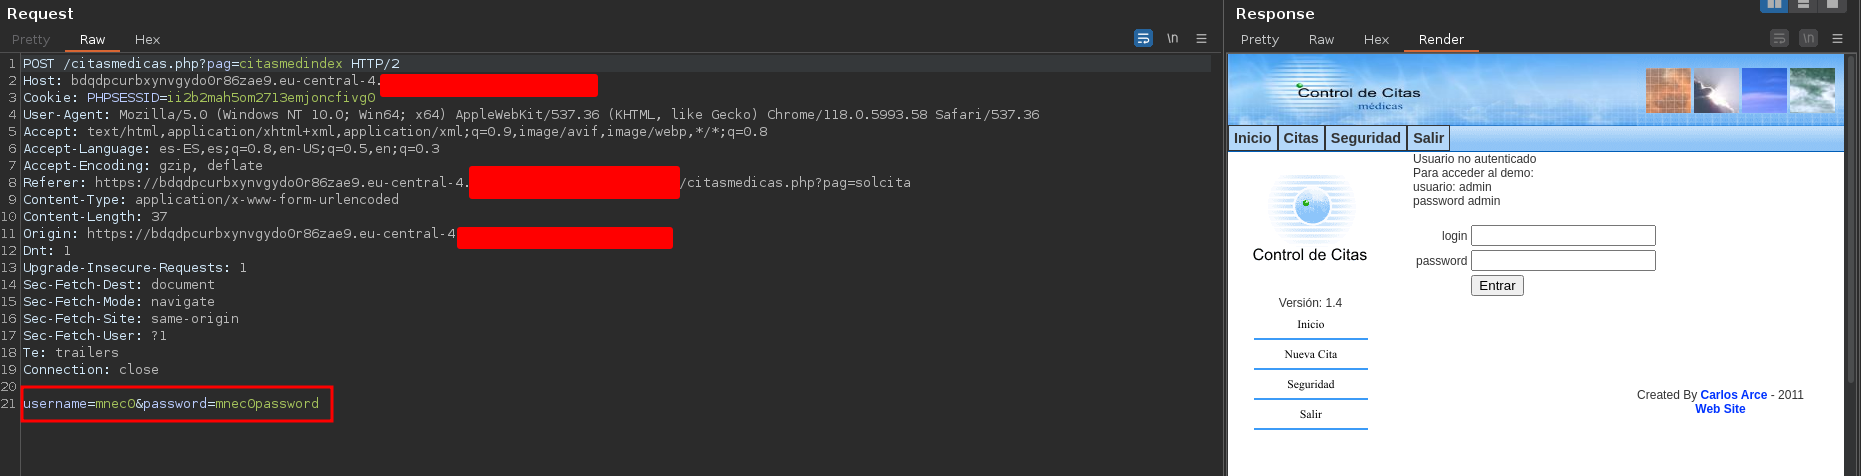 Request
Pretty Raw Hex
\n
1 POST /citasmedicas.php?pag=citasmedindex HTTP/2
2 Host: bdqdpcurbxynvgydo0r86zae9.eu-central-4.
3 Cookie: PHPSESSID=ii2b2mah5om2713emjoncfivg0
4 User-Agent: Mozilla/5.0 (Windows NT 10.0; Win64; x64) AppleWebKit/537.36 (KHTML, like Gecko) Chrome/118.0.5993.58 Safari/537.36
5 Accept: text/html,application/xhtml+xml,application/xml;q=0.9,image/avif,image/webp,*/*;q=0.8
6 Accept-Language: es-ES,es;q=0.8,en-US;q=0.5,en;q=0.3
7 Accept-Encoding: gzip, deflate
8 Referer: https://bdqdpcurbxynvgydo0r86zae9.eu-central-4. /citasmedicas.php?pag=solcita
9 Content-Type: application/x-www-form-urlencoded
10 Content-Length: 37
11 Origin: https://bdqdpcurbxynvgydo0r86zae9.eu-central-4
12 Dnt: 1
13 Upgrade-Insecure-Requests: 1
14 Sec-Fetch-Dest: document
15 Sec-Fetch-Mode: navigate
16 Sec-Fetch-Site: same-origin
17 Sec-Fetch-User: ?1
18 Te: trailers
19 Connection: close
20
21 username=mnec0&password=mnec0password
Response
Pretty Raw Hex Render
\n
Control de Citas
médicas
Inicio Citas Seguridad Salir
Usuario no autenticado
Para acceder al demo:
usuario: admin
password admin
login
password
Entrar
Control de Citas
Versión: 1.4
Inicio
Nueva Cita
Seguridad
Salir
Created By Carlos Arce - 2011
Web Site